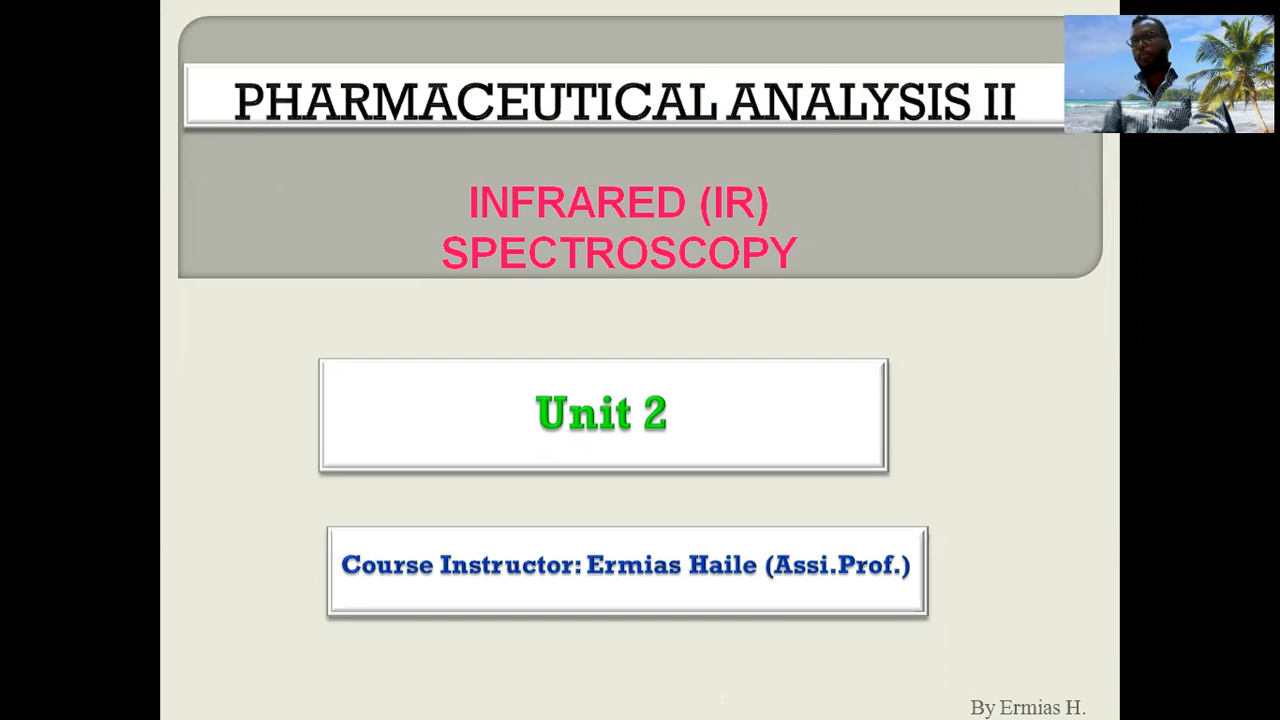 PHARMACEUTICAL ANALYSIS II
INFRARED (IR)
SPECTROSCOPY
Unit 2
Course Instructor: Ermias Haile (Assi.Prof.)
By Ermias H.